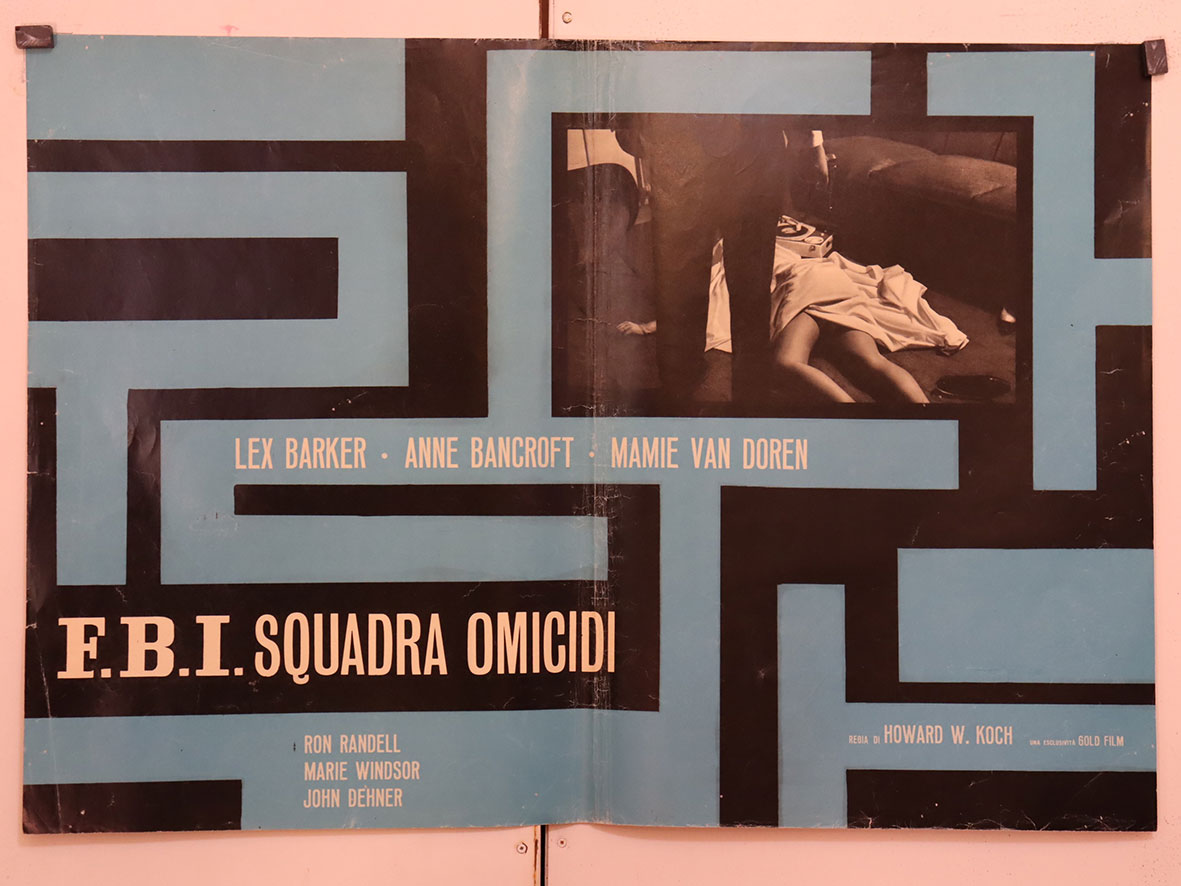 LEX BARKER · ANNE BANCROFT · MAMIE VAN DOREN
F.B.I. SQUADRA OMICIDI
RON RANDELL
MARIE WINDSOR
JOHN DEHNER
REGIA DI HOWARD W. KOCH UNA ESCLUSIVITÀ GOLD FILM